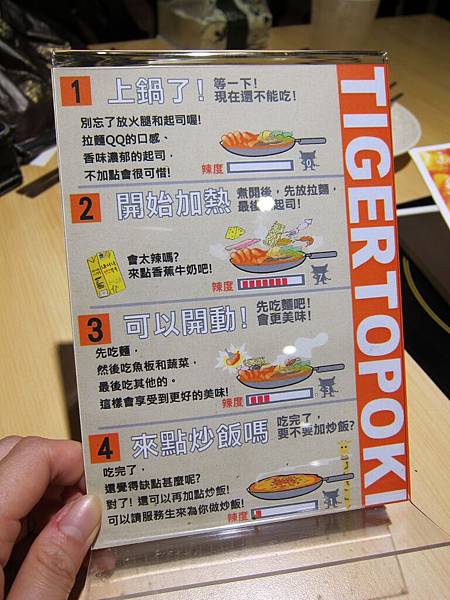 TIGERTOPOKI
1 上鍋了！
等一下！
現在還不能吃！
別忘了放火腿和起司喔！
拉麵QQ的口感、
香味濃郁的起司，
不加點會很可惜！
辣度
2 開始加熱
煮開後，先放拉麵，
最後 起司！
會太辣嗎？
來點香蕉牛奶吧！
辣度
3 可以開動！
先吃麵吧！
會更美味！
先吃麵，
然後吃魚板和蔬菜，
最後吃其他的。
這樣會享受到更好的美味！
辣度
4 來點炒飯嗎
吃完了，
要不要加炒飯？
吃完了，
還覺得缺點甚麼呢？
對了！還可以再加點炒飯！
可以請服務生來為你做炒飯！
辣度